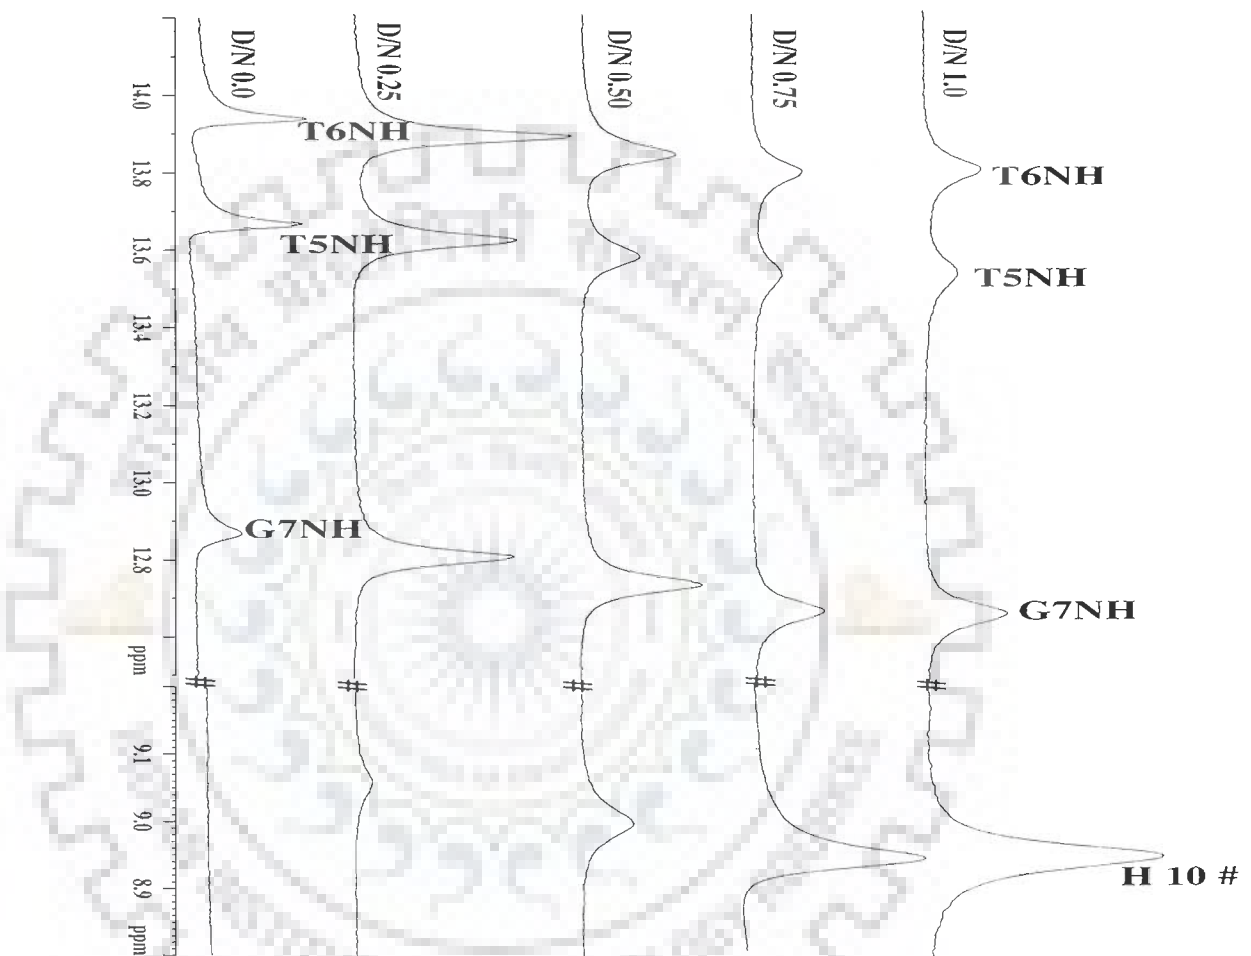 D/N 0.0
D/N 0.25
D/N 0.50
D/N 0.75
D/N 1.0
14.0
13.8
13.6
13.4
13.2
13.0
12.8
ppm
9.1
9.0
8.9
ppm
T6NH
T5NH
G7NH
T6NH
T5NH
G7NH
H 10 #